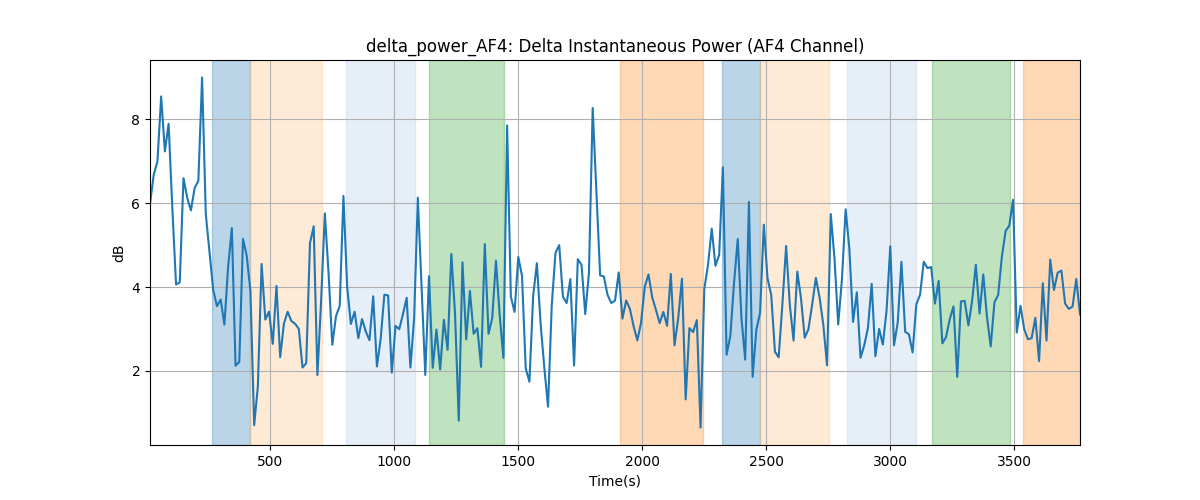 delta_power_AF4: Delta Instantaneous Power (AF4 Channel)
dB
8
6
4
2
500 1000 1500 2000 2500 3000 3500
Time(s)